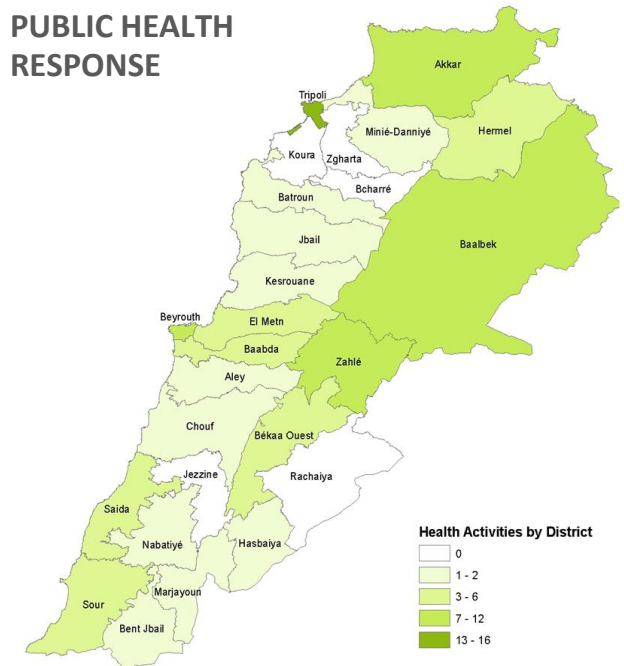 PUBLIC HEALTH
RESPONSE
Akkar
Tripoli
Minié-Danniyé
Hermel
Koura
Zgharta
Bcharré
Batroun
Jbail
Baalbek
Kesrouane
Beyrouth
El Metn
Baabda
Zahlé
Aley
Chouf
Békaa Ouest
Jezzine
Rachaiya
Saida
Nabatiyé
Hasbaiya
Marjayoun
Sour
Bent Jbail
Health Activities by District
0
1 - 2
3 - 6
7 - 12
13 - 16